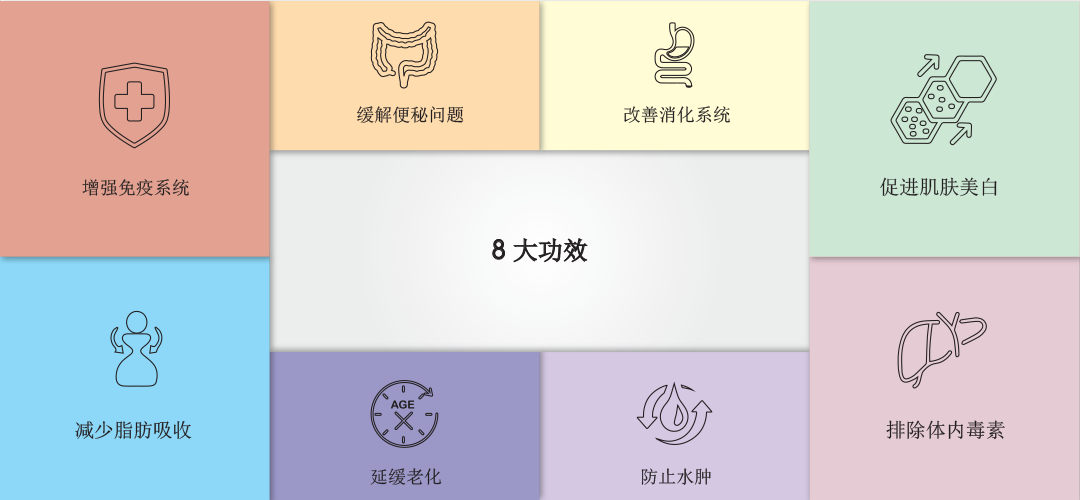 缓解便秘问题
改善消化系统
增强免疫系统
促进肌肤美白
8 大功效
AGE
减少脂肪吸收
排除体内毒素
延缓老化
防止水肿